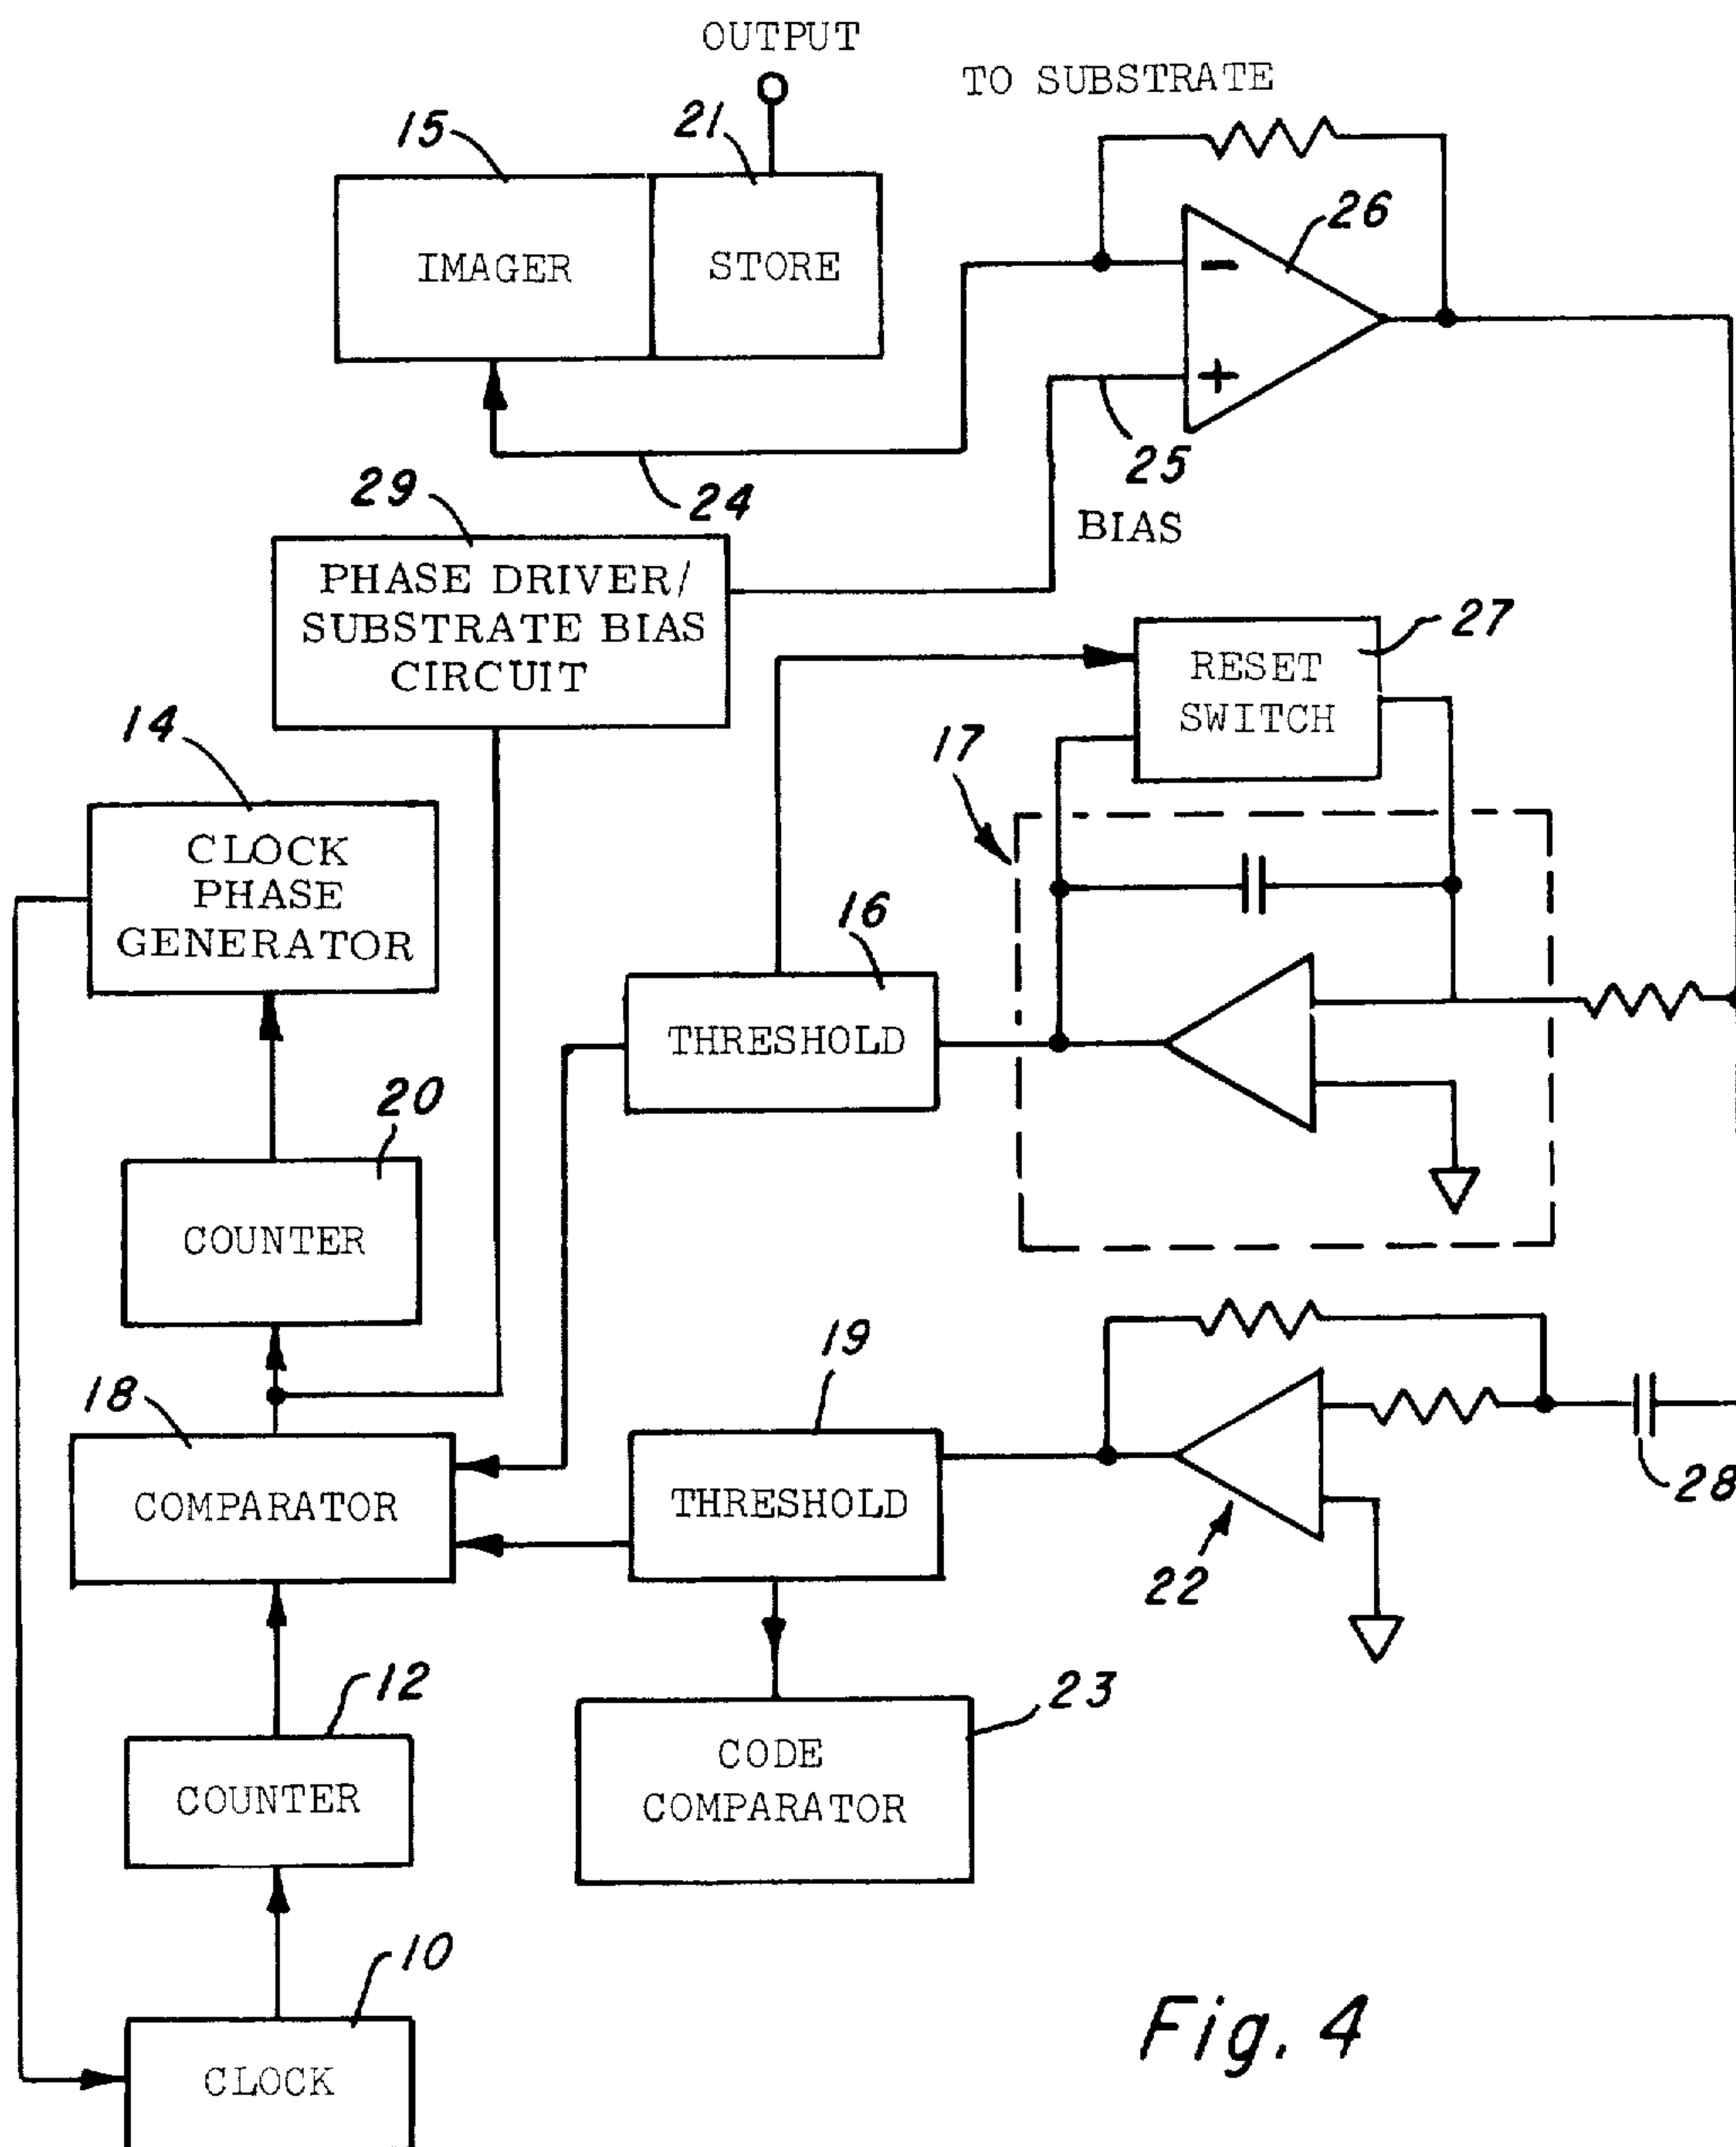 OUTPUT
TO SUBSTRATE
15
21
IMAGER
STORE
26
−
+
24
25
BIAS
29
PHASE DRIVER/
SUBSTRATE BIAS
CIRCUIT
27
RESET
SWITCH
17
14
CLOCK
PHASE
GENERATOR
16
THRESHOLD
20
COUNTER
18
COMPARATOR
19
THRESHOLD
22
28
12
COUNTER
23
CODE
COMPARATOR
10
CLOCK
Fig. 4